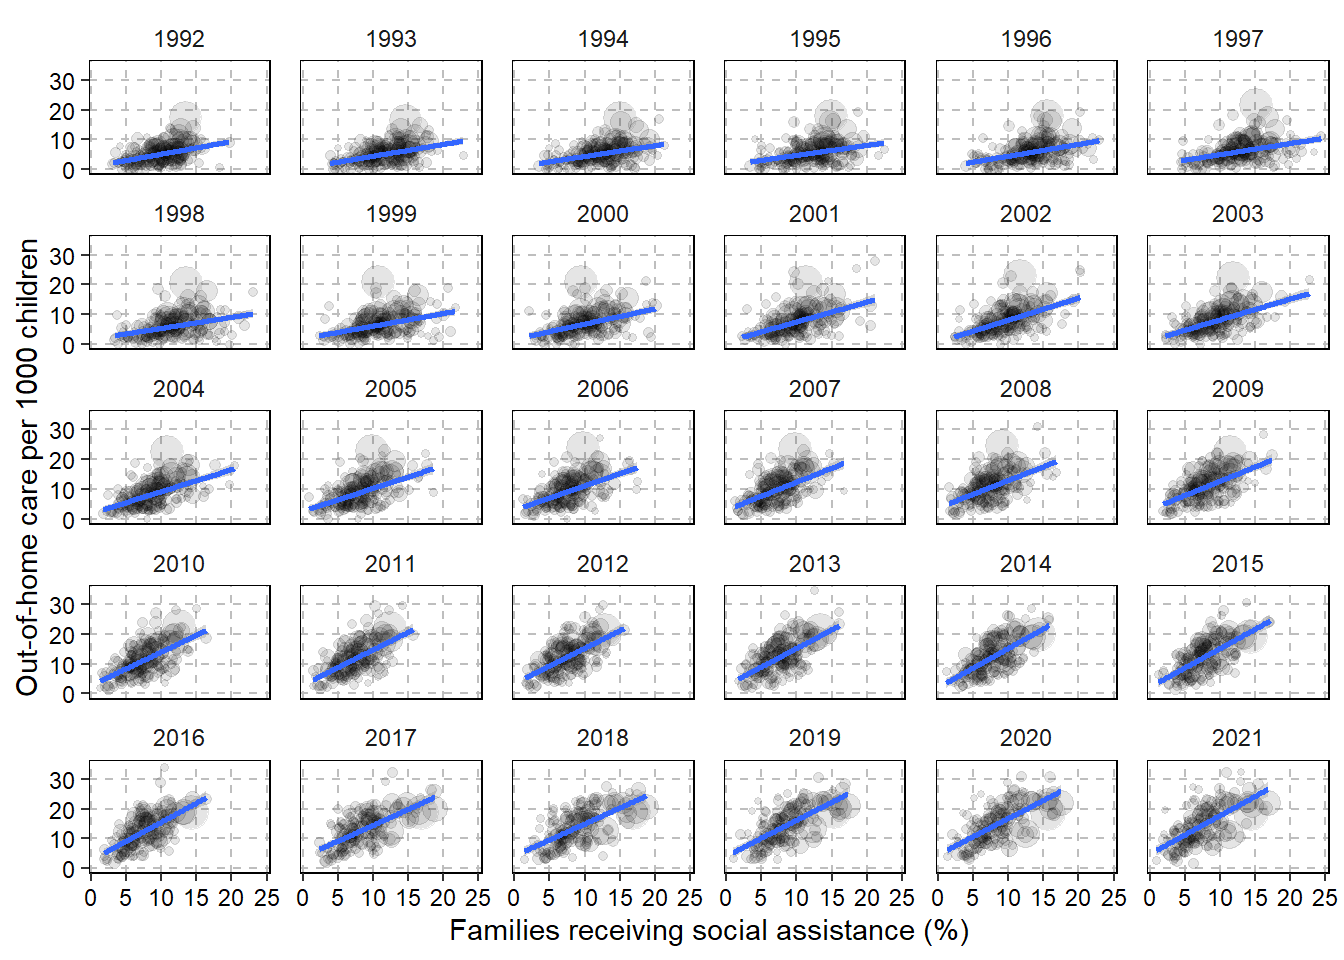 1992 1993 1994 1995 1996 1997
30
20
10
0
1998 1999 2000 2001 2002 2003
30
20
10
0
2004 2005 2006 2007 2008 2009
30
20
10
0
2010 2011 2012 2013 2014 2015
30
20
10
0
2016 2017 2018 2019 2020 2021
30
20
10
0
0 5 10 15 20 25 0 5 10 15 20 25 0 5 10 15 20 25 0 5 10 15 20 25 0 5 10 15 20 25 0 5 10 15 20 25
Families receiving social assistance (%)
Out-of-home care per 1000 children